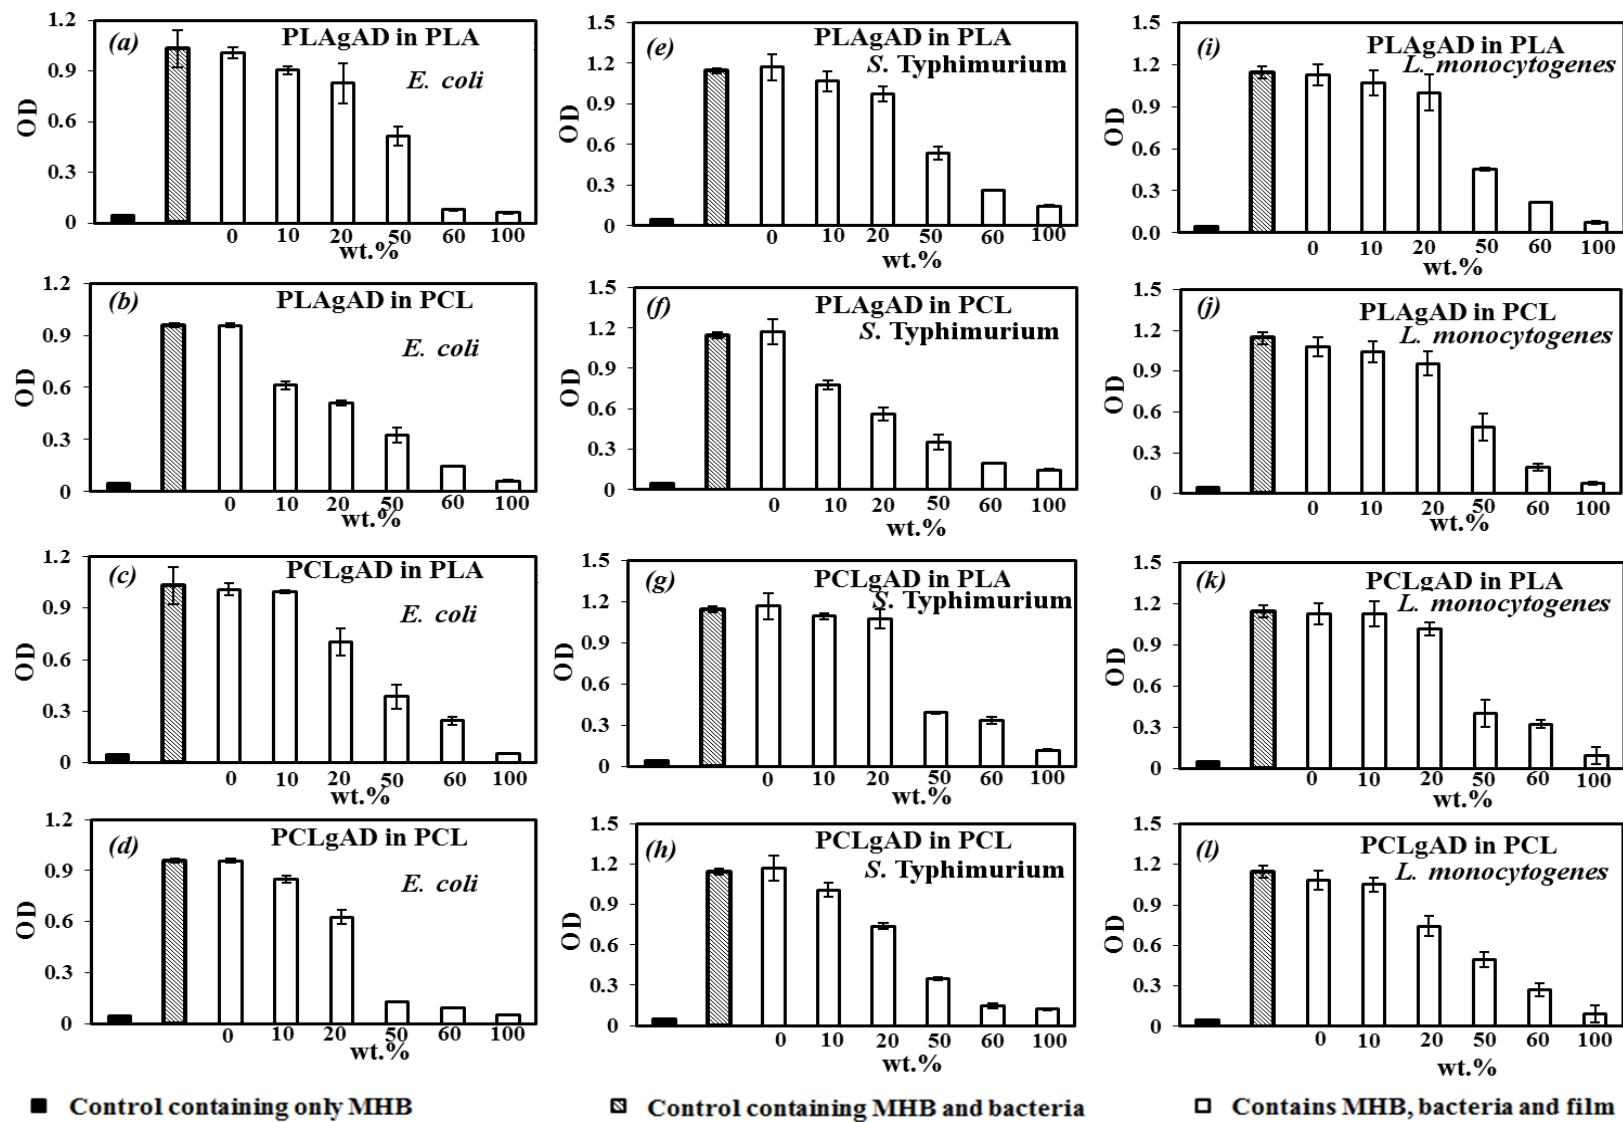 (a) PLAgAD in PLA
E. coli
OD
1.2
0.9
0.6
0.3
0
0 10 20 50 60 100
wt.%
(e) PLAgAD in PLA
S. Typhimurium
OD
1.5
1.2
0.9
0.6
0.3
0
0 10 20 50 60 100
wt.%
(i) PLAgAD in PLA
L. monocytogenes
OD
1.5
1.2
0.9
0.6
0.3
0.0
0 10 20 50 60 100
wt.%
(b) PLAgAD in PCL
E. coli
OD
1.2
0.9
0.6
0.3
0
0 10 20 50 60 100
wt.%
(f) PLAgAD in PCL
S. Typhimurium
OD
1.5
1.2
0.9
0.6
0.3
0
0 10 20 50 60 100
wt.%
(j) PLAgAD in PCL
L. monocytogenes
OD
1.5
1.2
0.9
0.6
0.3
0
0 10 20 50 60 100
wt.%
(c) PCLgAD in PLA
E. coli
OD
1.2
0.9
0.6
0.3
0
0 10 20 50 60 100
wt.%
(g) PCLgAD in PLA
S. Typhimurium
OD
1.5
1.2
0.9
0.6
0.3
0
0 10 20 50 60 100
wt.%
(k) PCLgAD in PLA
L. monocytogenes
OD
1.5
1.2
0.9
0.6
0.3
0
0 10 20 50 60 100
wt.%
(d) PCLgAD in PCL
E. coli
OD
1.2
0.9
0.6
0.3
0
0 10 20 50 60 100
wt.%
(h) PCLgAD in PCL
S. Typhimurium
OD
1.5
1.2
0.9
0.6
0.3
0
0 10 20 50 60 100
wt.%
(l) PCLgAD in PCL
L. monocytogenes
OD
1.5
1.2
0.9
0.6
0.3
0
0 10 20 50 60 100
wt.%
Control containing only MHB
Control containing MHB and bacteria
Contains MHB, bacteria and film